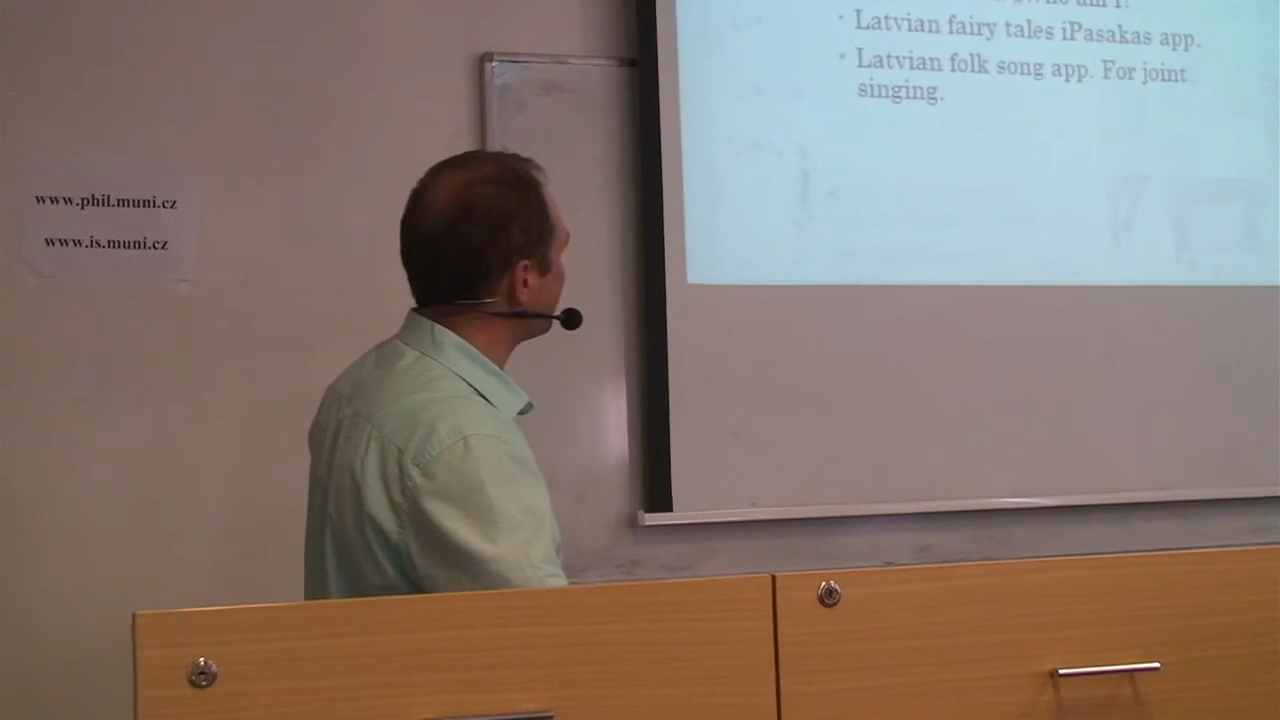 www.phil.muni.cz
www.is.muni.cz
am I?
• Latvian fairy tales iPasakas app.
• Latvian folk song app. For joint
singing.